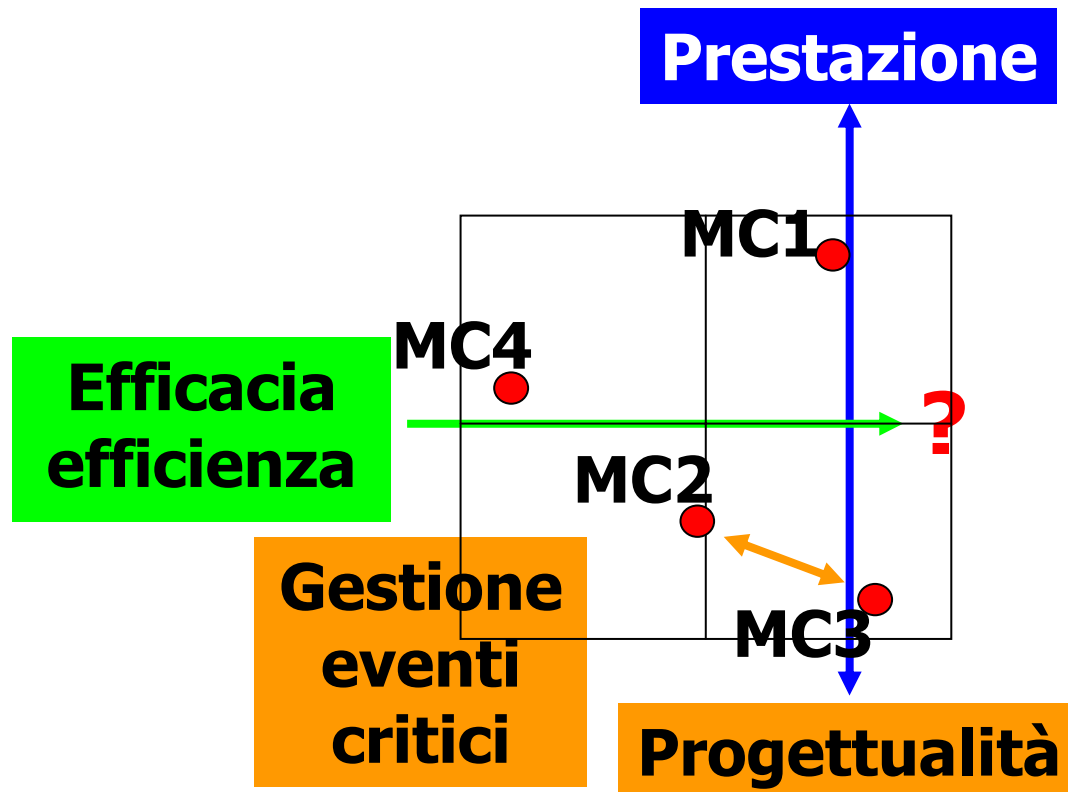 Prestazione
MC1
MC4
Efficacia
efficienza
?
MC2
Gestione
eventi
critici
MC3
Progettualità